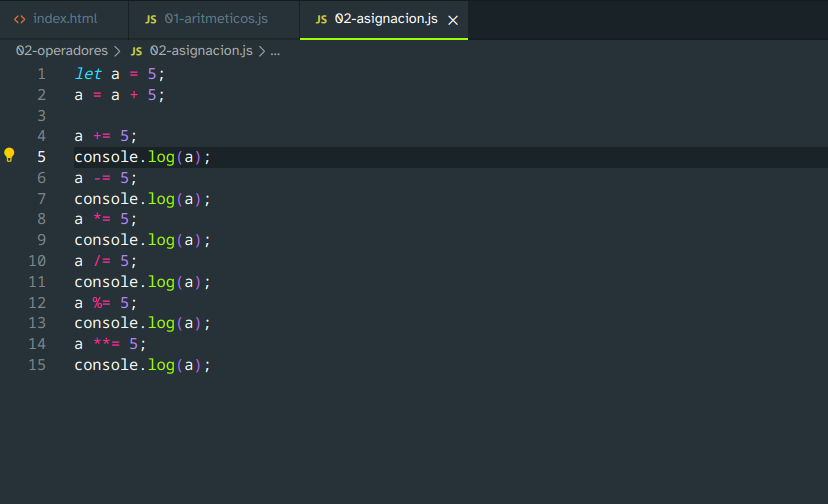 <> index.html JS 01-aritmeticos.js JS 02-asignacion.js ×
02-operadores > JS 02-asignacion.js > ...
1 let a = 5;
2 a = a + 5;
3
4 a += 5;
5 console.log(a);
6 a -= 5;
7 console.log(a);
8 a *= 5;
9 console.log(a);
10 a /= 5;
11 console.log(a);
12 a %= 5;
13 console.log(a);
14 a **= 5;
15 console.log(a);